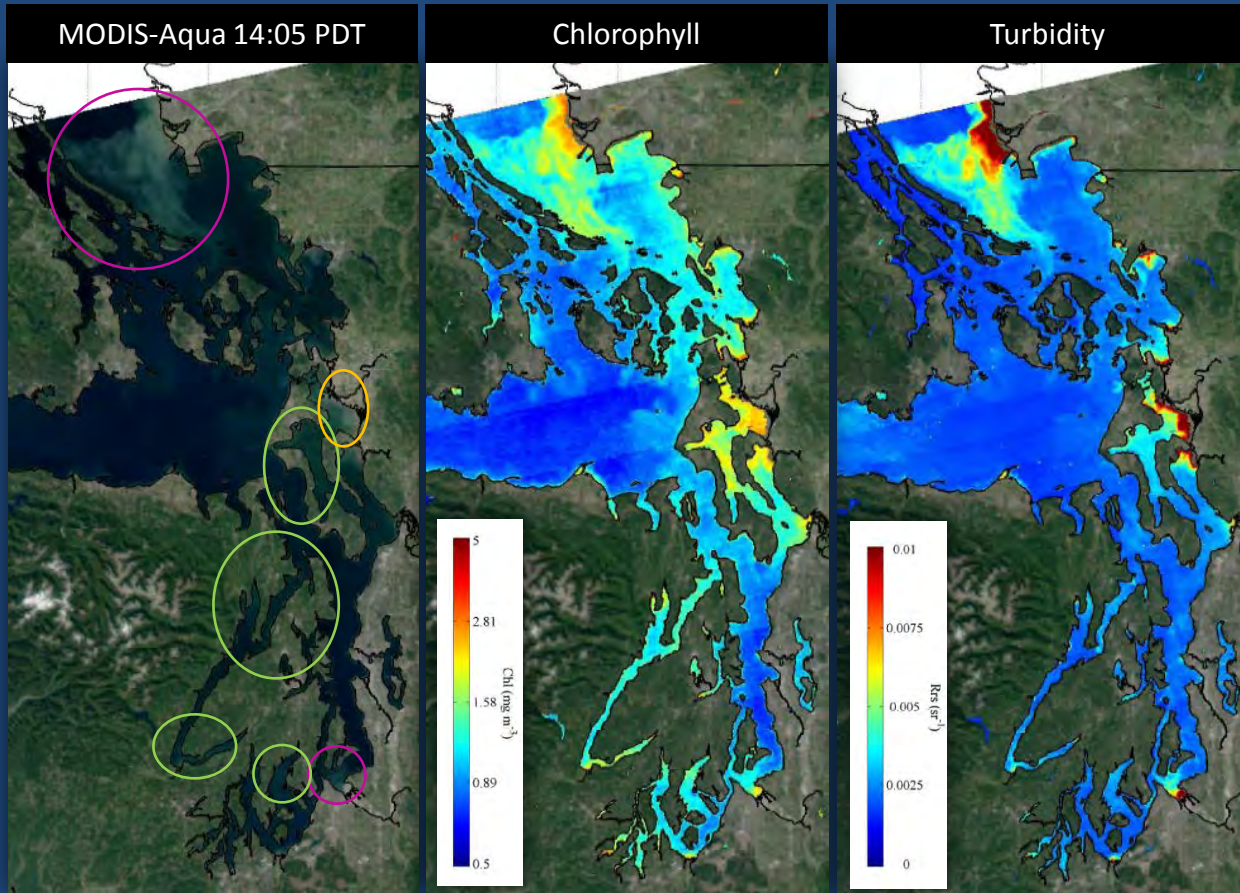 MODIS-Aqua 14:05 PDT
Chlorophyll
Turbidity
5
2.81
1.58
0.89
0.5
Chl (mg m⁻³)
0.01
0.0075
0.005
0.0025
0
Rrs (sr⁻¹)